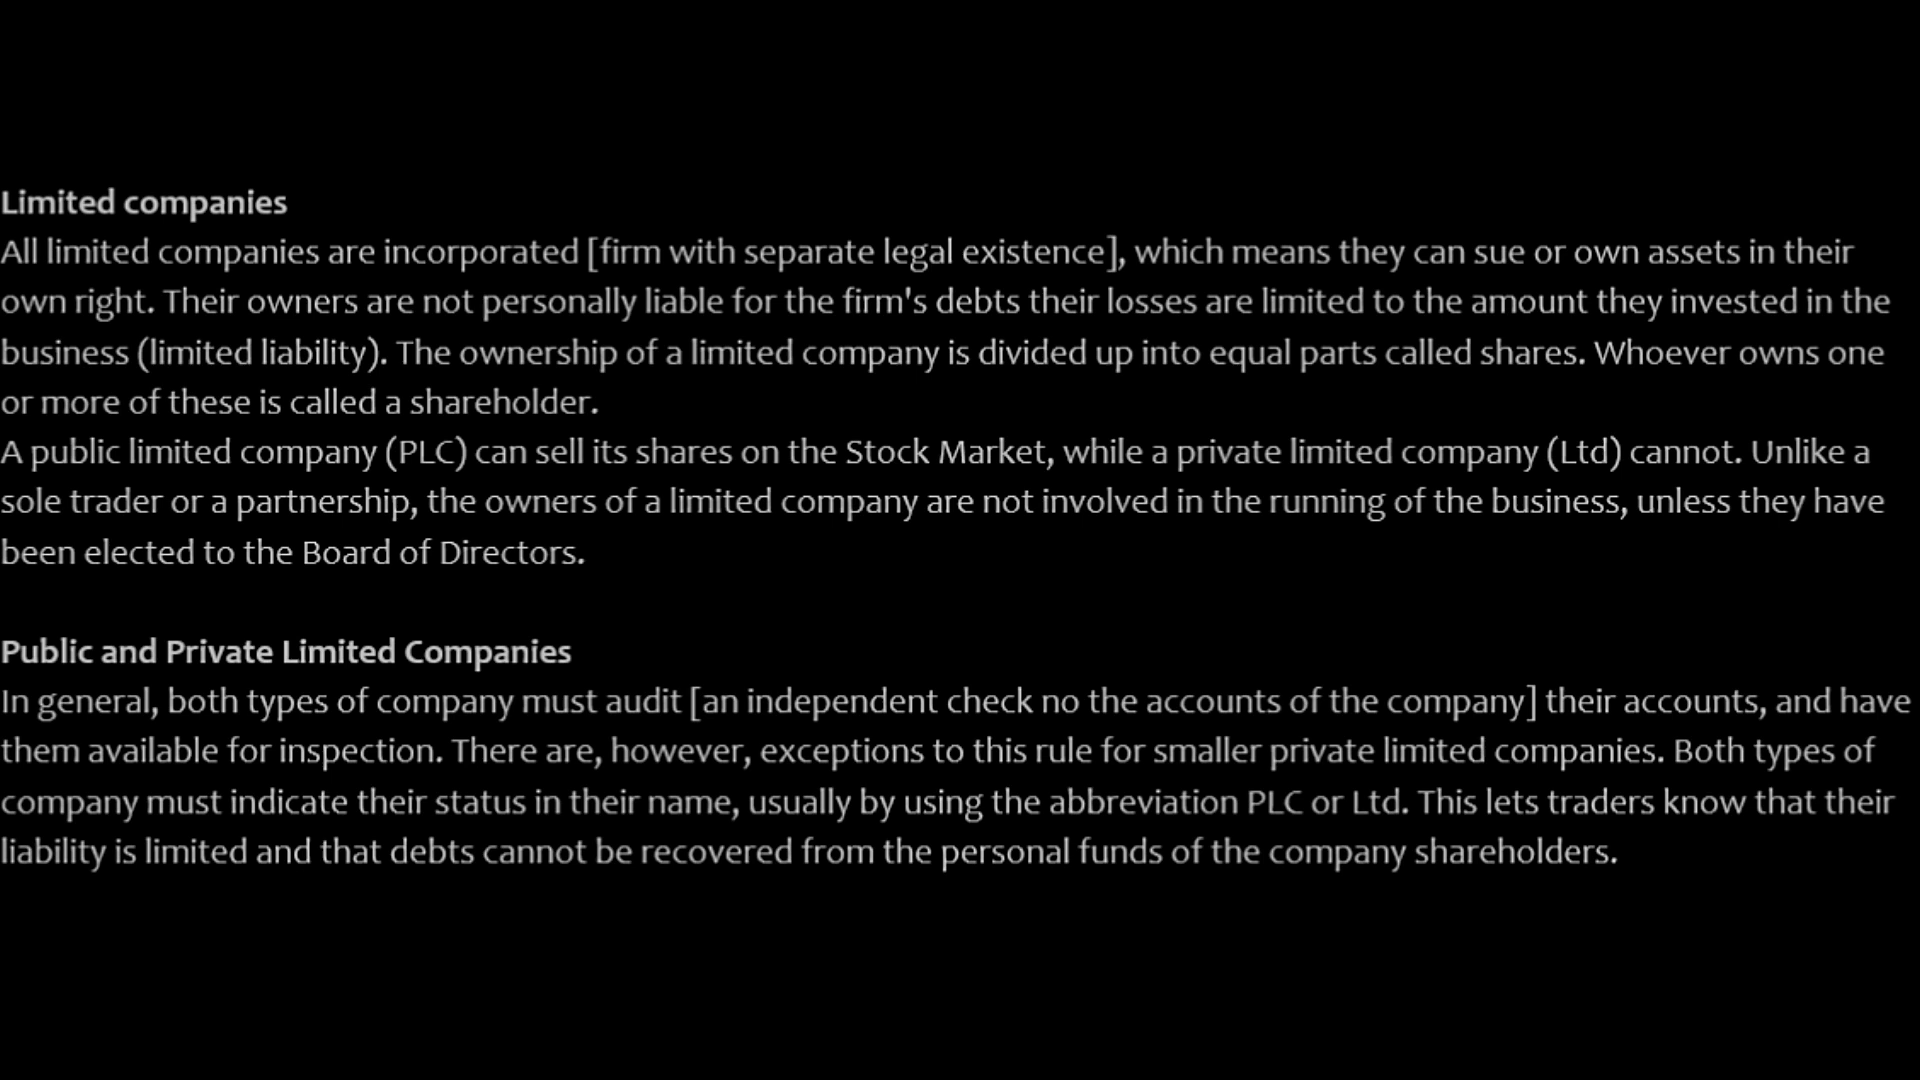 Limited companies
All limited companies are incorporated [firm with separate legal existence], which means they can sue or own assets in their
own right. Their owners are not personally liable for the firm's debts their losses are limited to the amount they invested in the
business (limited liability). The ownership of a limited company is divided up into equal parts called shares. Whoever owns one
or more of these is called a shareholder.
A public limited company (PLC) can sell its shares on the Stock Market, while a private limited company (Ltd) cannot. Unlike a
sole trader or a partnership, the owners of a limited company are not involved in the running of the business, unless they have
been elected to the Board of Directors.
Public and Private Limited Companies
In general, both types of company must audit [an independent check no the accounts of the company] their accounts, and have
them available for inspection. There are, however, exceptions to this rule for smaller private limited companies. Both types of
company must indicate their status in their name, usually by using the abbreviation PLC or Ltd. This lets traders know that their
liability is limited and that debts cannot be recovered from the personal funds of the company shareholders.